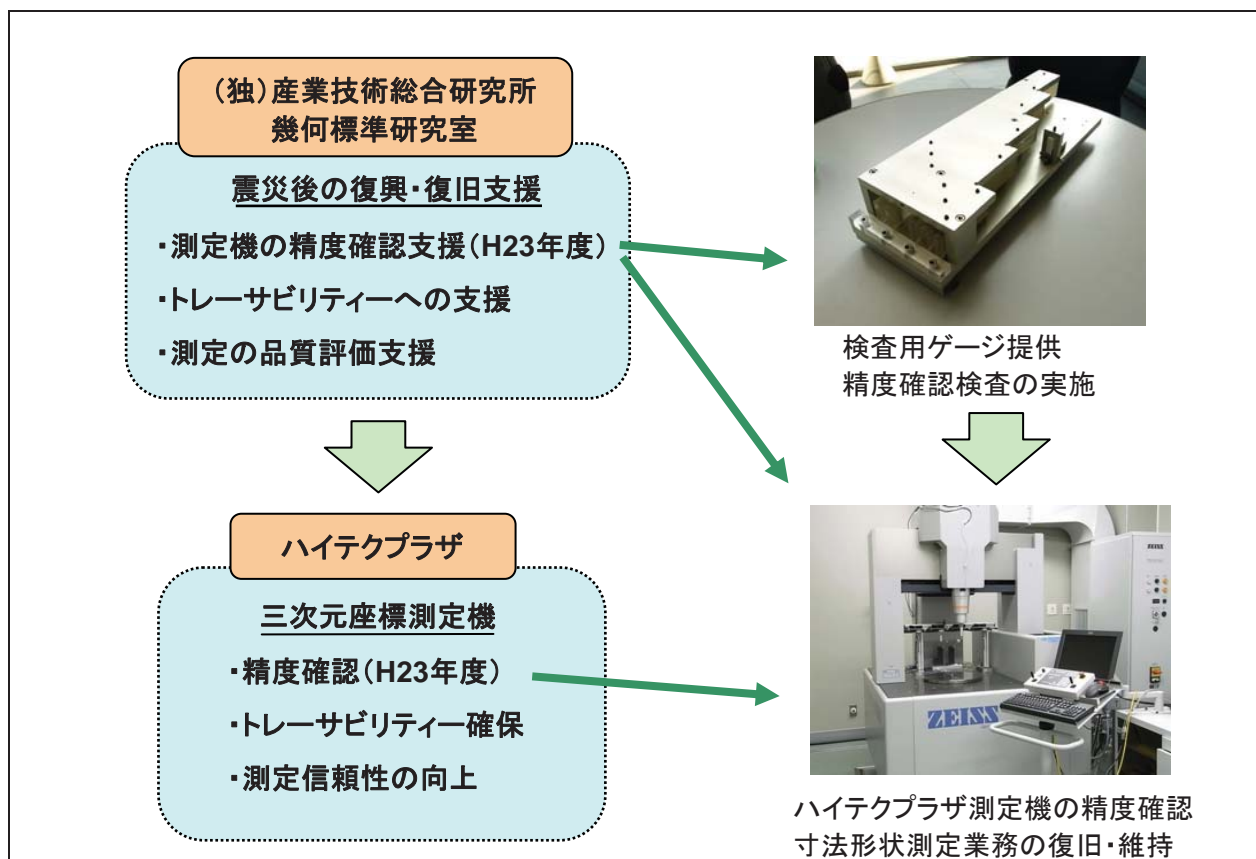 （独）産業技術総合研究所
幾何標準研究室
震災後の復興・復旧支援
・測定機の精度確認支援（H23年度）
・トレーサビリティーへの支援
・測定の品質評価支援
検査用ゲージ提供
精度確認検査の実施
ハイテクプラザ
三次元座標測定機
・精度確認（H23年度）
・トレーサビリティー確保
・測定信頼性の向上
ZEISS
ZEISS
ハイテクプラザ測定機の精度確認
寸法形状測定業務の復旧・維持